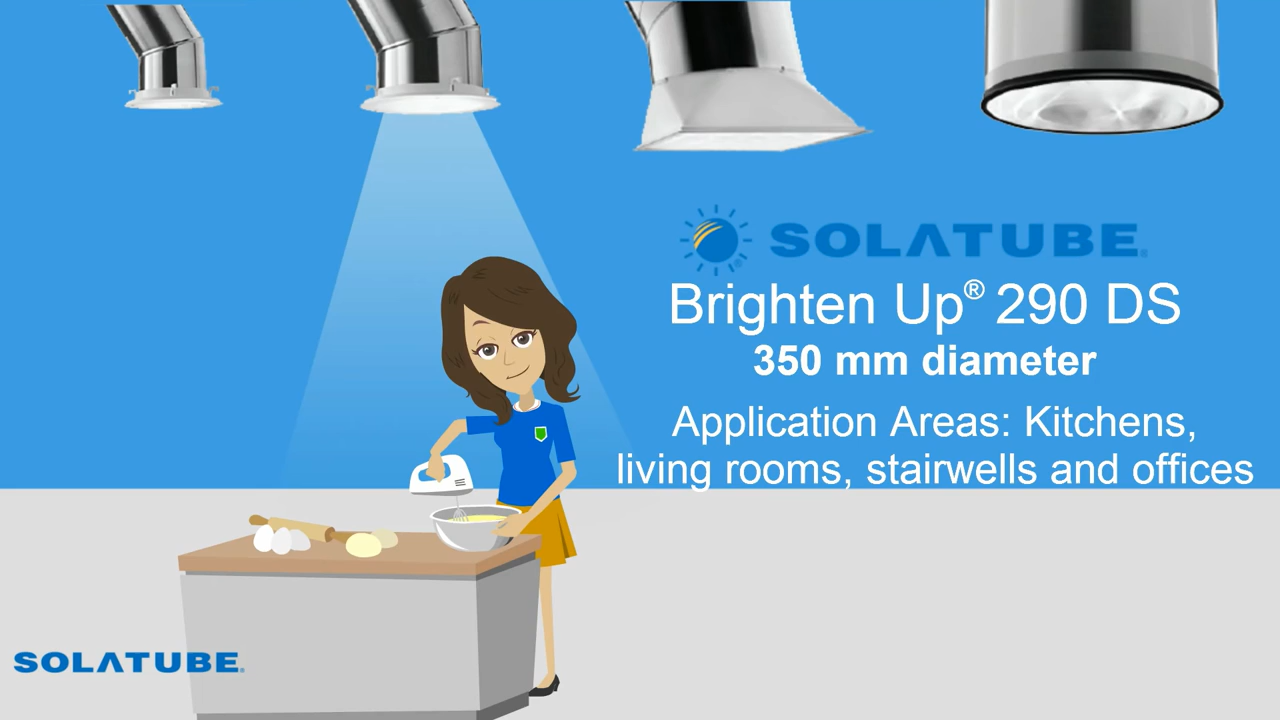 SOLATUBE®
Brighten Up® 290 DS
350 mm diameter
Application Areas: Kitchens,
living rooms, stairwells and offices
SOLATUBE®